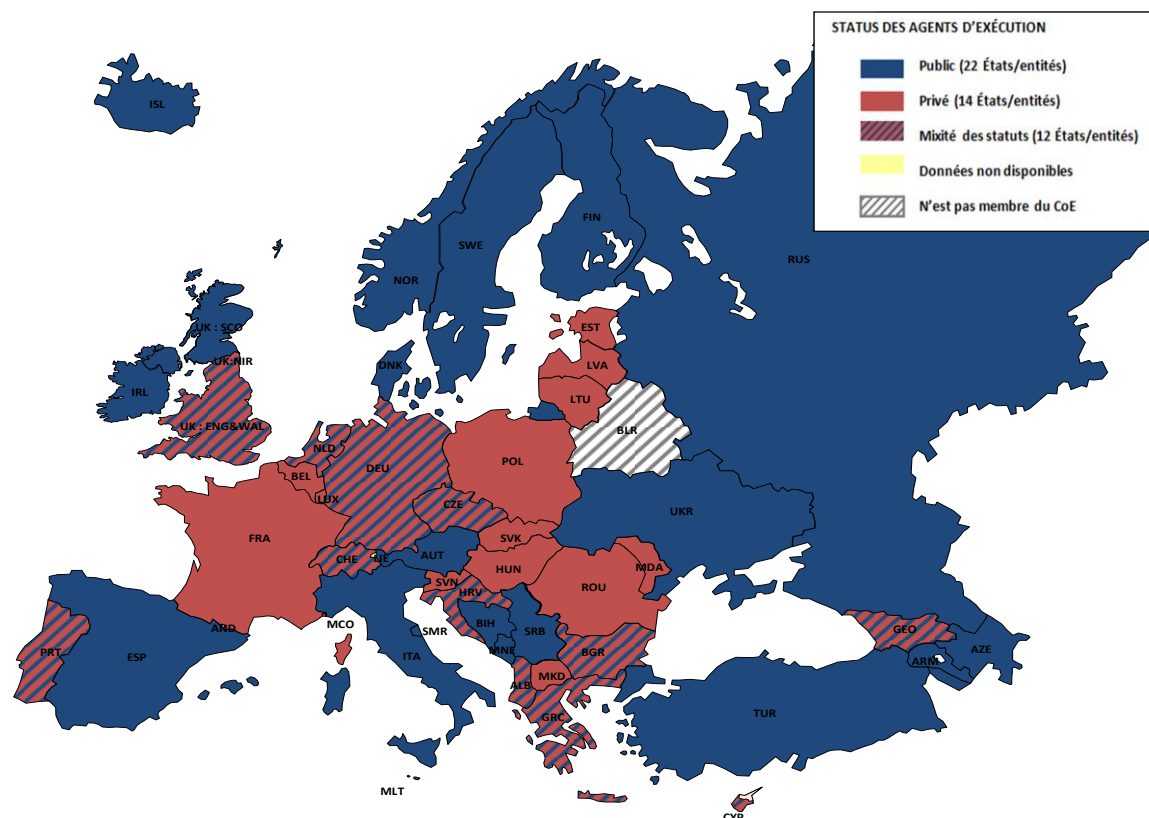 STATUS DES AGENTS D'EXÉCUTION
Public (22 États/entités)
Privé (14 États/entités)
Mixité des statuts (12 États/entités)
Données non disponibles
N'est pas membre du CoE
ISL
FIN
SWE
RUS
NOR
UK : SCO
EST
UK:NIR
DNK
LVA
IRL
LTU
UK : ENG&WAL
BLR
NLD
POL
DEU
BEL
LUX
CZE
UKR
FRA
SVK
AUT
CHE
LIE
HUN
MDA
SVN
ROU
HRV
ARD
MCO
BIH
SMR
SRB
GEO
PRT
ESP
ITA
MNE
BGR
AZE
ARM
MKD
ALB
GRC
TUR
MLT
CYP